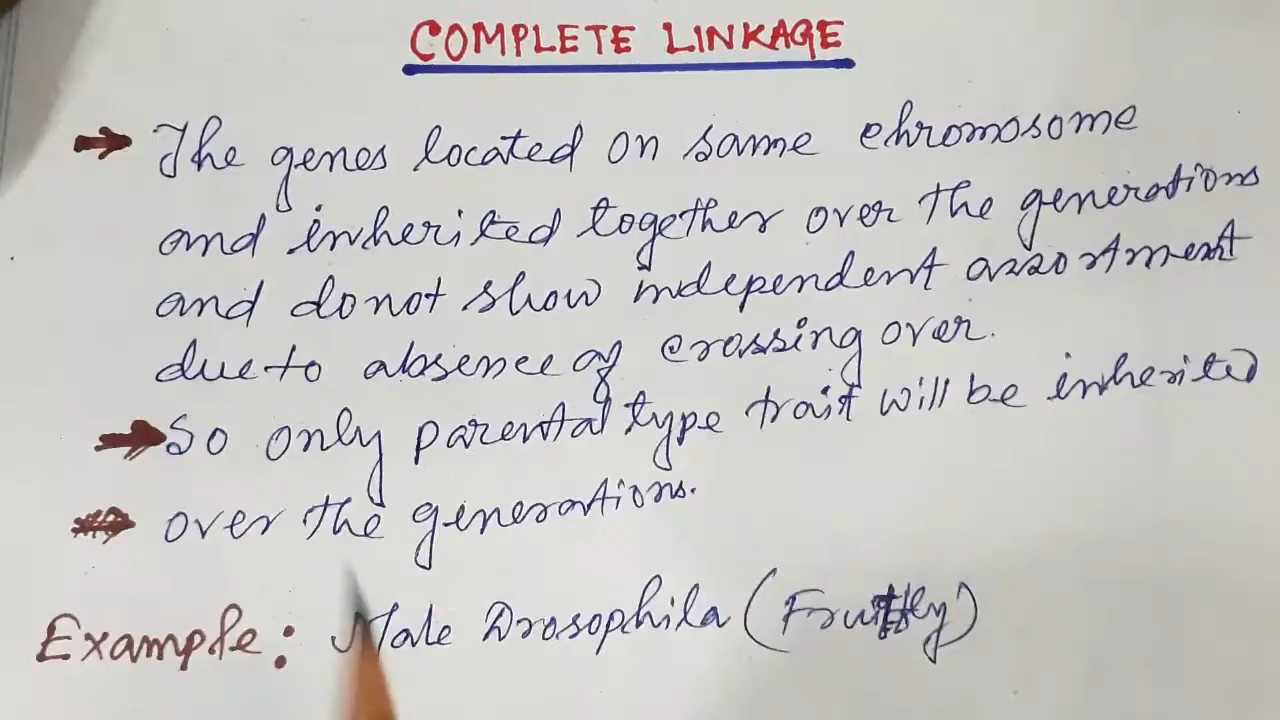 COMPLETE LINKAGE
→ The genes located on same chromosome
and inherited together over the generations
and do not show independent assortment
due to absence of crossing over.
→ So only parental type trait will be inherited
over the generations.
Example: Male Drosophila (Fruitfly)